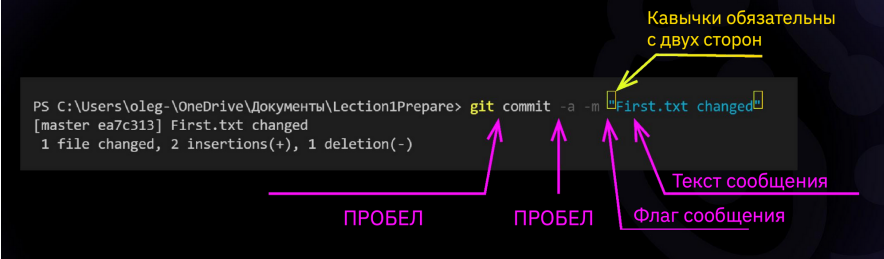 Кавычки обязательны
с двух сторон
PS C:\Users\oleg-\OneDrive\Документы\Lection1Prepare> git commit -a -m "First.txt changed"
[master ea7c313] First.txt changed
 1 file changed, 2 insertions(+), 1 deletion(-)
Текст сообщения
ПРОБЕЛ ПРОБЕЛ Флаг сообщения